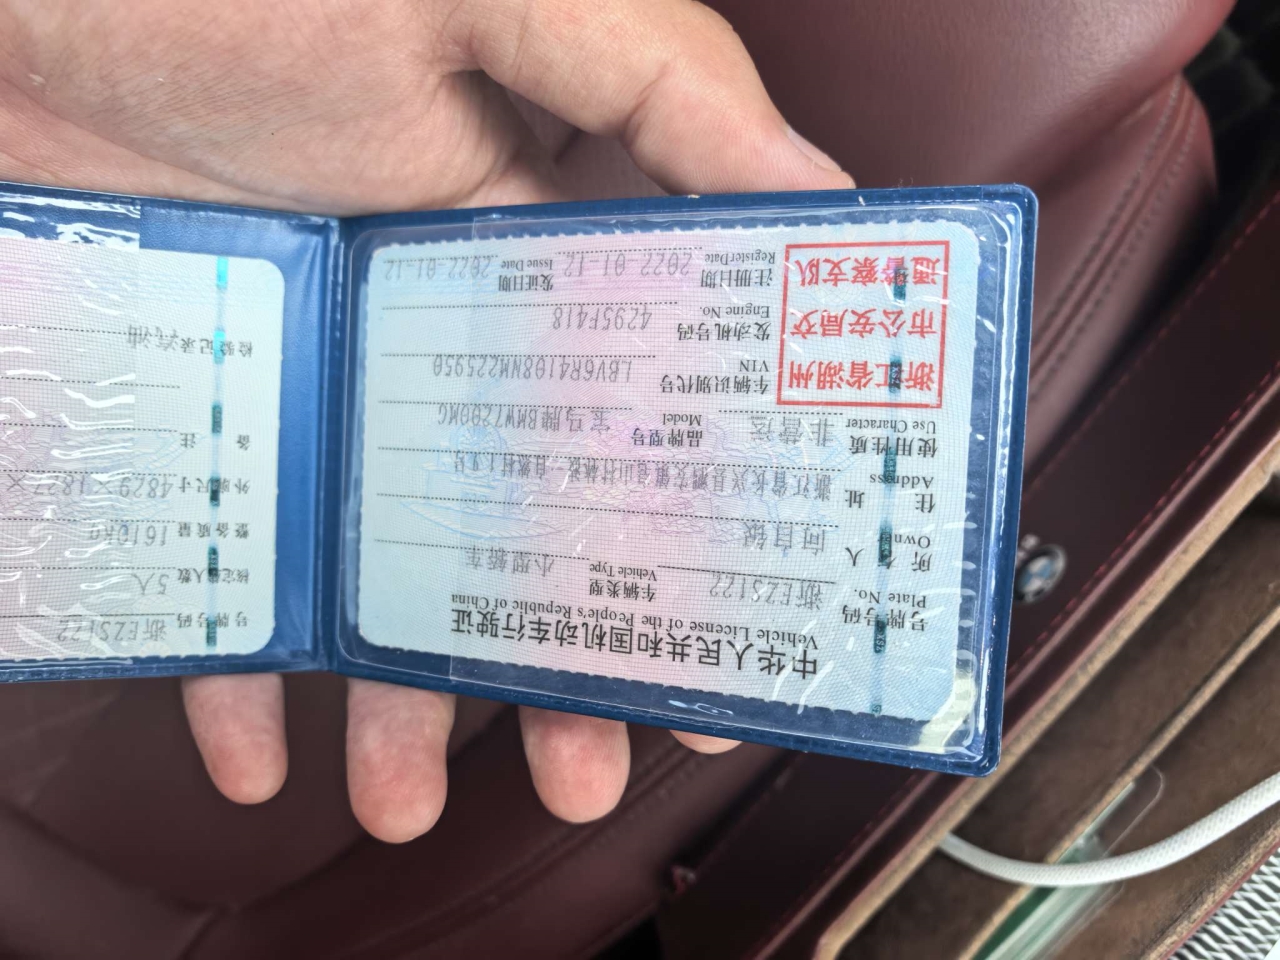 中华人民共和国机动车行驶证
Vehicle License of the People's Republic of China
号牌号码 浙EZS122 车辆类型 小型轿车
Plate No. Vehicle Type
所有人
Owner
住址
Address
使用性质 非营运 品牌型号 宝马牌BMW7200MG
Use Character Model
浙江省湖州
市公安局交
通警察支队
车辆识别代号 LBV6R4108NM225950
VIN
发动机号码 4295F418
Engine No.
注册日期 2022-01-12 发证日期 2022-01-12
Register Date Issue Date
号牌号码 浙EZS122
核定载人数 5人
整备质量 1610kg
外廓尺寸 4829×1827×
备注
检验记录 汽油